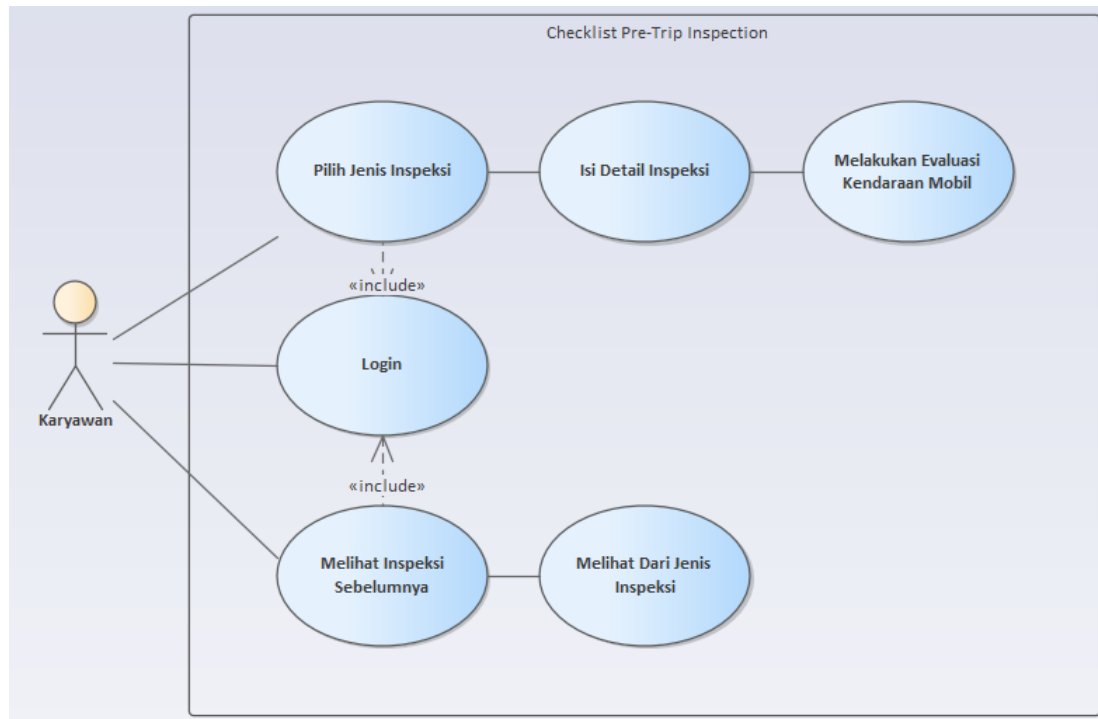 Checklist Pre-Trip Inspection
Pilih Jenis Inspeksi
Isi Detail Inspeksi
Melakukan Evaluasi
Kendaraan Mobil
«include»
Login
Karyawan
«include»
Melihat Inspeksi
Sebelumnya
Melihat Dari Jenis
Inspeksi